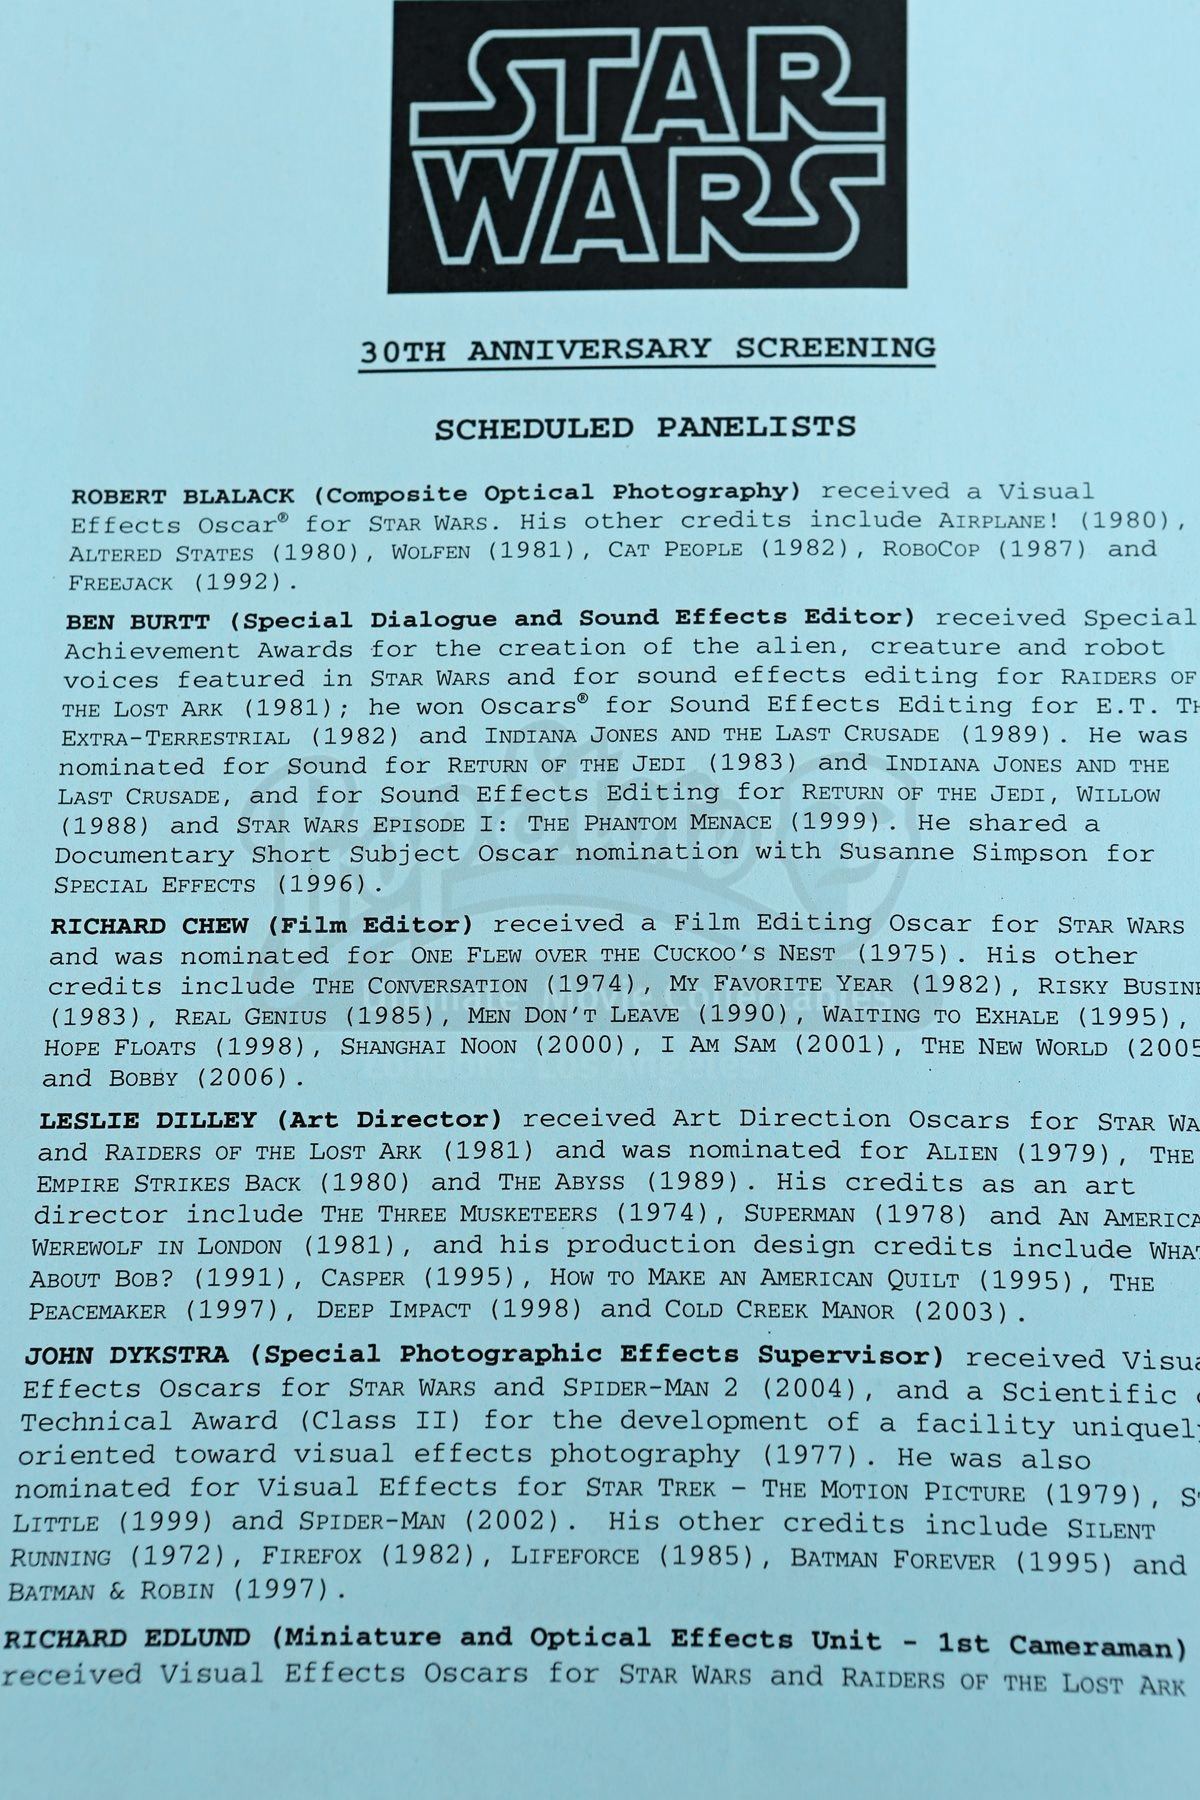 STAR
WARS
30TH ANNIVERSARY SCREENING
SCHEDULED PANELISTS
ROBERT BLALACK (Composite Optical Photography) received a Visual
Effects Oscar® for STAR WARS. His other credits include AIRPLANE! (1980),
ALTERED STATES (1980), WOLFEN (1981), CAT PEOPLE (1982), ROBOCOP (1987) and
FREEJACK (1992).
BEN BURTT (Special Dialogue and Sound Effects Editor) received Special
Achievement Awards for the creation of the alien, creature and robot
voices featured in STAR WARS and for sound effects editing for RAIDERS OF
THE LOST ARK (1981); he won Oscars® for Sound Effects Editing for E.T. TH
EXTRA-TERRESTRIAL (1982) and INDIANA JONES AND THE LAST CRUSADE (1989). He was
nominated for Sound for RETURN OF THE JEDI (1983) and INDIANA JONES AND THE
LAST CRUSADE, and for Sound Effects Editing for RETURN OF THE JEDI, WILLOW
(1988) and STAR WARS EPISODE I: THE PHANTOM MENACE (1999). He shared a
Documentary Short Subject Oscar nomination with Susanne Simpson for
SPECIAL EFFECTS (1996).
RICHARD CHEW (Film Editor) received a Film Editing Oscar for STAR WARS
and was nominated for ONE FLEW OVER THE CUCKOO'S NEST (1975). His other
credits include THE CONVERSATION (1974), MY FAVORITE YEAR (1982), RISKY BUSINE
(1983), REAL GENIUS (1985), MEN DON'T LEAVE (1990), WAITING TO EXHALE (1995),
HOPE FLOATS (1998), SHANGHAI NOON (2000), I AM SAM (2001), THE NEW WORLD (2005
and BOBBY (2006).
LESLIE DILLEY (Art Director) received Art Direction Oscars for STAR WA
and RAIDERS OF THE LOST ARK (1981) and was nominated for ALIEN (1979), THE
EMPIRE STRIKES BACK (1980) and THE ABYSS (1989). His credits as an art
director include THE THREE MUSKETEERS (1974), SUPERMAN (1978) and AN AMERICA
WEREWOLF IN LONDON (1981), and his production design credits include WHAT
ABOUT BOB? (1991), CASPER (1995), HOW TO MAKE AN AMERICAN QUILT (1995), THE
PEACEMAKER (1997), DEEP IMPACT (1998) and COLD CREEK MANOR (2003).
JOHN DYKSTRA (Special Photographic Effects Supervisor) received Visua
Effects Oscars for STAR WARS and SPIDER-MAN 2 (2004), and a Scientific
Technical Award (Class II) for the development of a facility uniquely
oriented toward visual effects photography (1977). He was also
nominated for Visual Effects for STAR TREK - THE MOTION PICTURE (1979), S
LITTLE (1999) and SPIDER-MAN (2002). His other credits include SILENT
RUNNING (1972), FIREFOX (1982), LIFEFORCE (1985), BATMAN FOREVER (1995) and
BATMAN & ROBIN (1997).
RICHARD EDLUND (Miniature and Optical Effects Unit - 1st Cameraman)
received Visual Effects Oscars for STAR WARS and RAIDERS OF THE LOST ARK